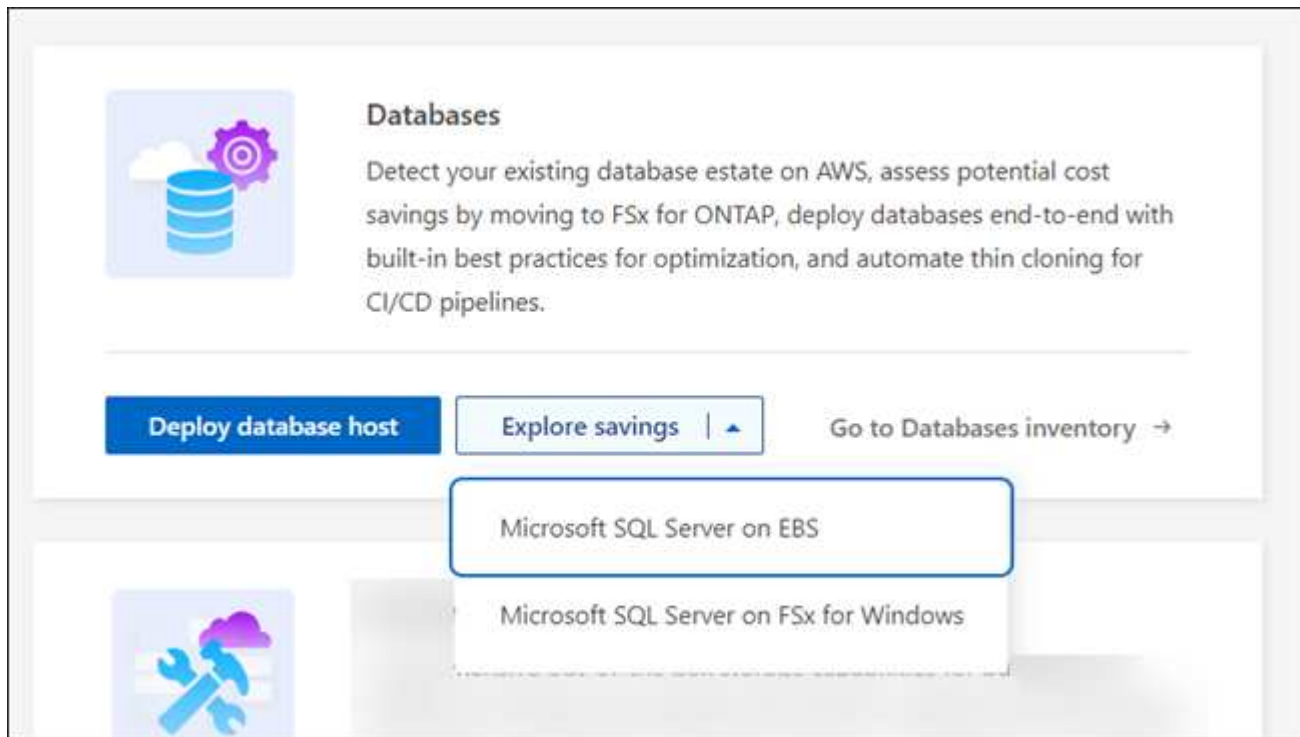 Databases
Detect your existing database estate on AWS, assess potential cost
savings by moving to FSx for ONTAP, deploy databases end-to-end with
built-in best practices for optimization, and automate thin cloning for
CI/CD pipelines.
Deploy database host
Explore savings
Go to Databases inventory →
Microsoft SQL Server on EBS
Microsoft SQL Server on FSx for Windows